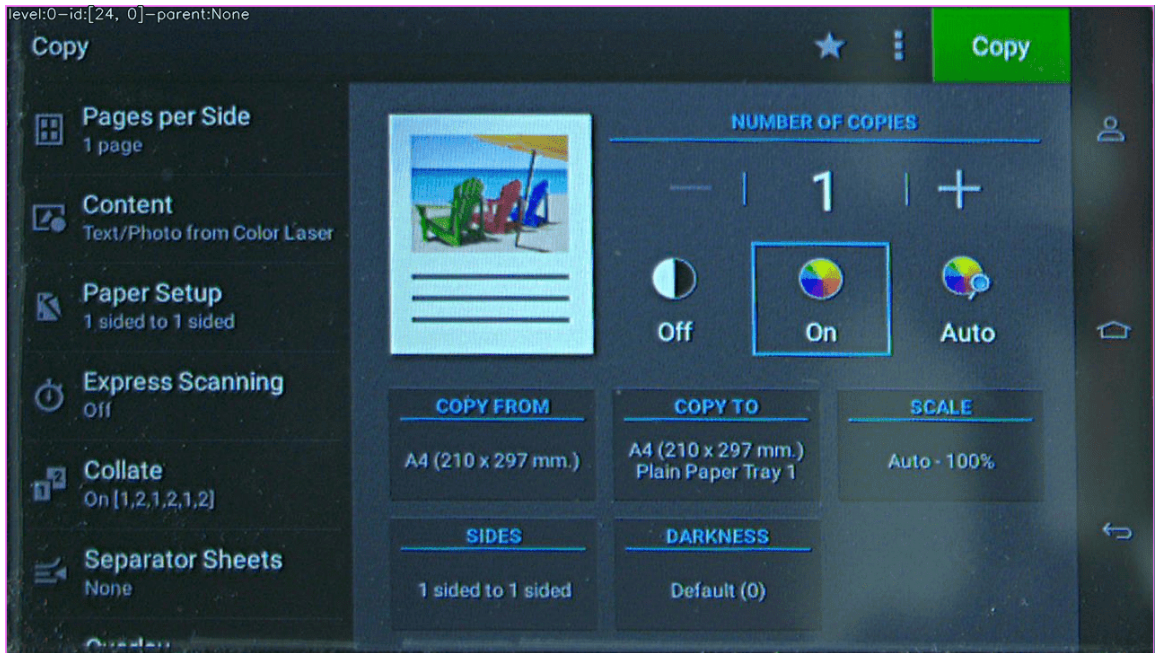 level:0-id:[24, 0]-parent:None
Copy
Copy
Pages per Side
1 page
Content
Text/Photo from Color Laser
Paper Setup
1 sided to 1 sided
Express Scanning
Off
Collate
1 2
On [1,2,1,2,1,2]
Separator Sheets
None
Overlay
NUMBER OF COPIES
1
Off
On
Auto
COPY FROM
A4 (210 x 297 mm.)
COPY TO
A4 (210 x 297 mm.)
Plain Paper Tray 1
SCALE
Auto - 100%
SIDES
1 sided to 1 sided
DARKNESS
Default (0)